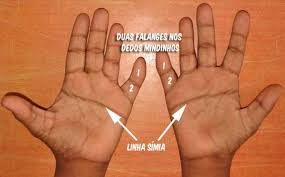 DUAS FALANGES NOS
DEDOS MINDINHOS
1
2
1
2
LINHA SÍMIA